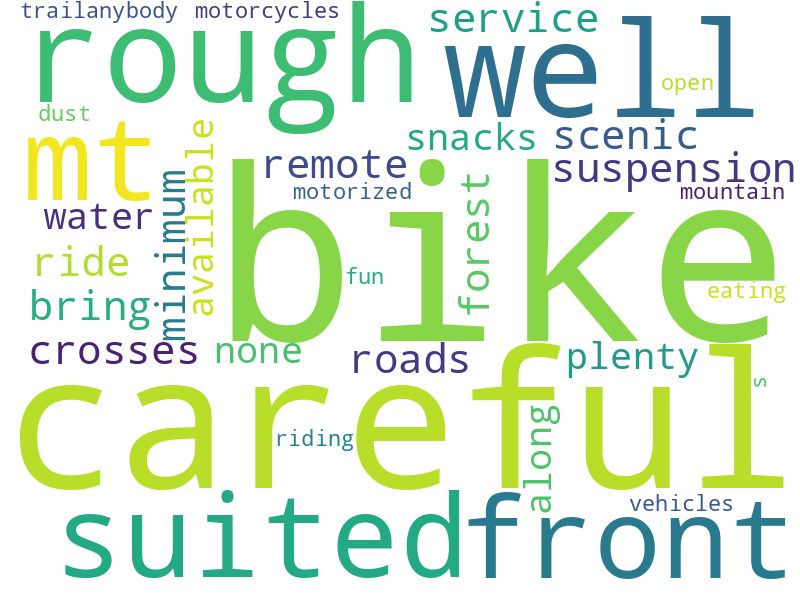 trailanybody motorcycles service
rough well
open
dust
mt snacks scenic
remote suspension
motorized mountain
water minimum available bike forest
ride
fun eating
bring
crosses none roads plenty
careful s
riding along
suited front vehicles